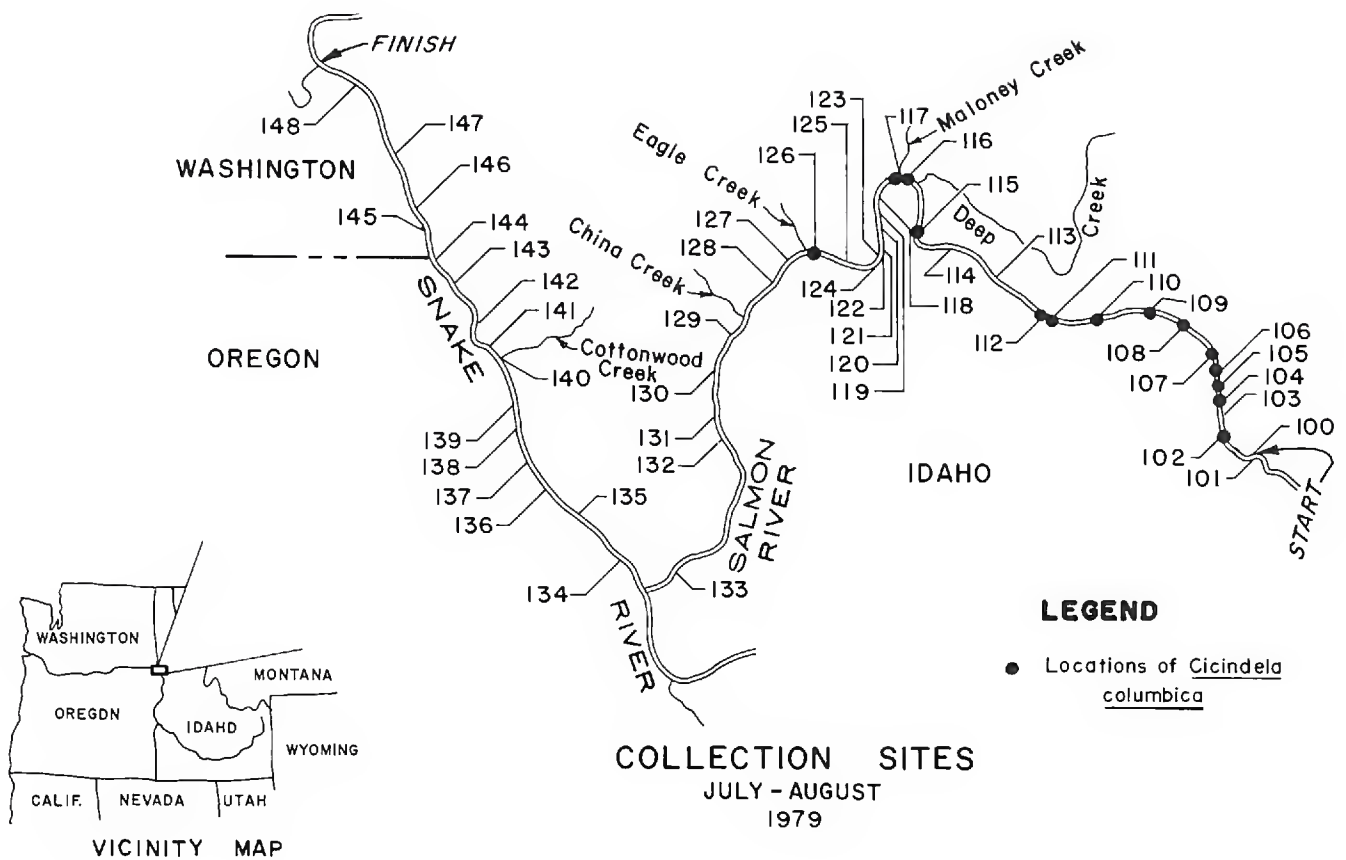 FINISH
148
147
WASHINGTON
146
145
144
143
142
141
SNAKE
OREGON
Cottonwood
Creek
140
139
138
137
136
135
134
RIVER
133
SALMON
RIVER
132
131
130
129
China Creek
128
127
Eagle Creek
126
125
123
124
122
121
120
119
118
117
Maloney Creek
116
115
Deep
Creek
114
113
112
111
110
109
108
107
106
105
104
103
102
101
100
START
IDAHO
LEGEND
Locations of Cicindela
columbica
COLLECTION SITES
JULY - AUGUST
1979
WASHINGTON
MONTANA
OREGDN
IDAHD
WYOMING
CALIF.
NEVADA
UTAH
VICINITY MAP